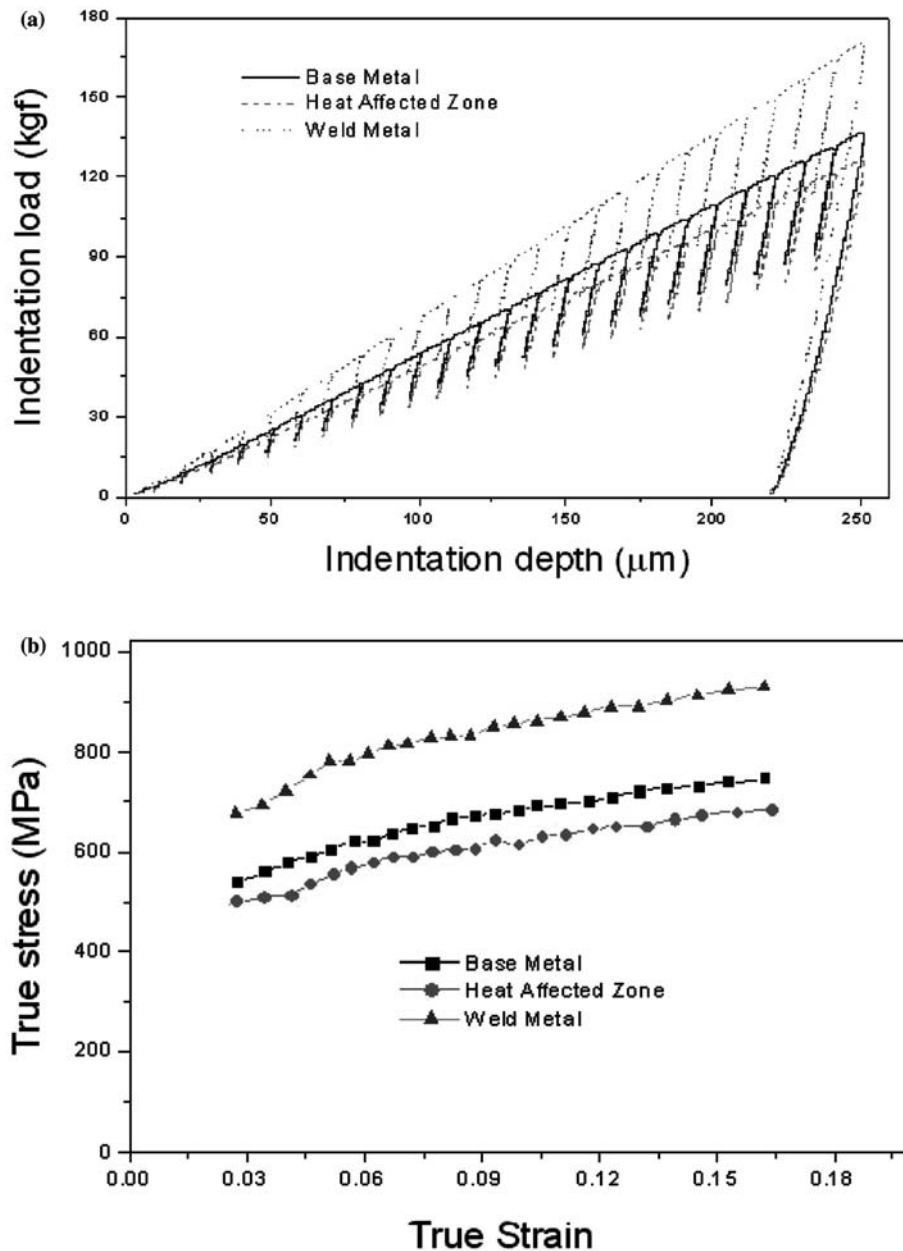 (a)
180
150
120
90
60
30
0
Indentation load (kgf)
Base Metal
Heat Affected Zone
Weld Metal
0 50 100 150 200 250
Indentation depth (μm)
(b)
1000
800
600
400
200
0
True stress (MPa)
Base Metal
Heat Affected Zone
Weld Metal
0.00 0.03 0.06 0.09 0.12 0.15 0.18
True Strain